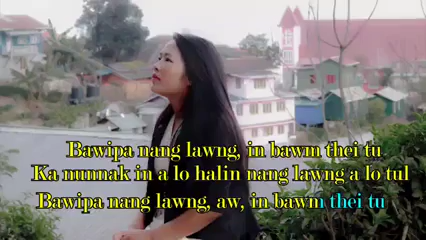 Bawipa nang lawng, in bawm thei tu
Ka nunnak in a lo halin nang lawng a lo tul
Bawipa nang lawng, aw, in bawm thei tu